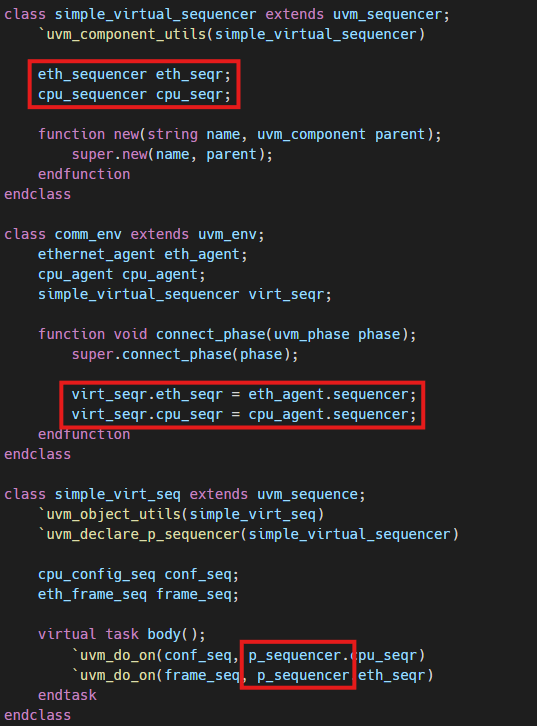 class simple_virtual_sequencer extends uvm_sequencer;
`uvm_component_utils(simple_virtual_sequencer)
eth_sequencer eth_seqr;
cpu_sequencer cpu_seqr;
function new(string name, uvm_component parent);
super.new(name, parent);
endfunction
endclass
class comm_env extends uvm_env;
ethernet_agent eth_agent;
cpu_agent cpu_agent;
simple_virtual_sequencer virt_seqr;
function void connect_phase(uvm_phase phase);
super.connect_phase(phase);
virt_seqr.eth_seqr = eth_agent.sequencer;
virt_seqr.cpu_seqr = cpu_agent.sequencer;
endfunction
endclass
class simple_virt_seq extends uvm_sequence;
`uvm_object_utils(simple_virt_seq)
`uvm_declare_p_sequencer(simple_virtual_sequencer)
cpu_config_seq conf_seq;
eth_frame_seq frame_seq;
virtual task body();
`uvm_do_on(conf_seq, p_sequencer.cpu_seqr)
`uvm_do_on(frame_seq, p_sequencer.eth_seqr)
endtask
endclass